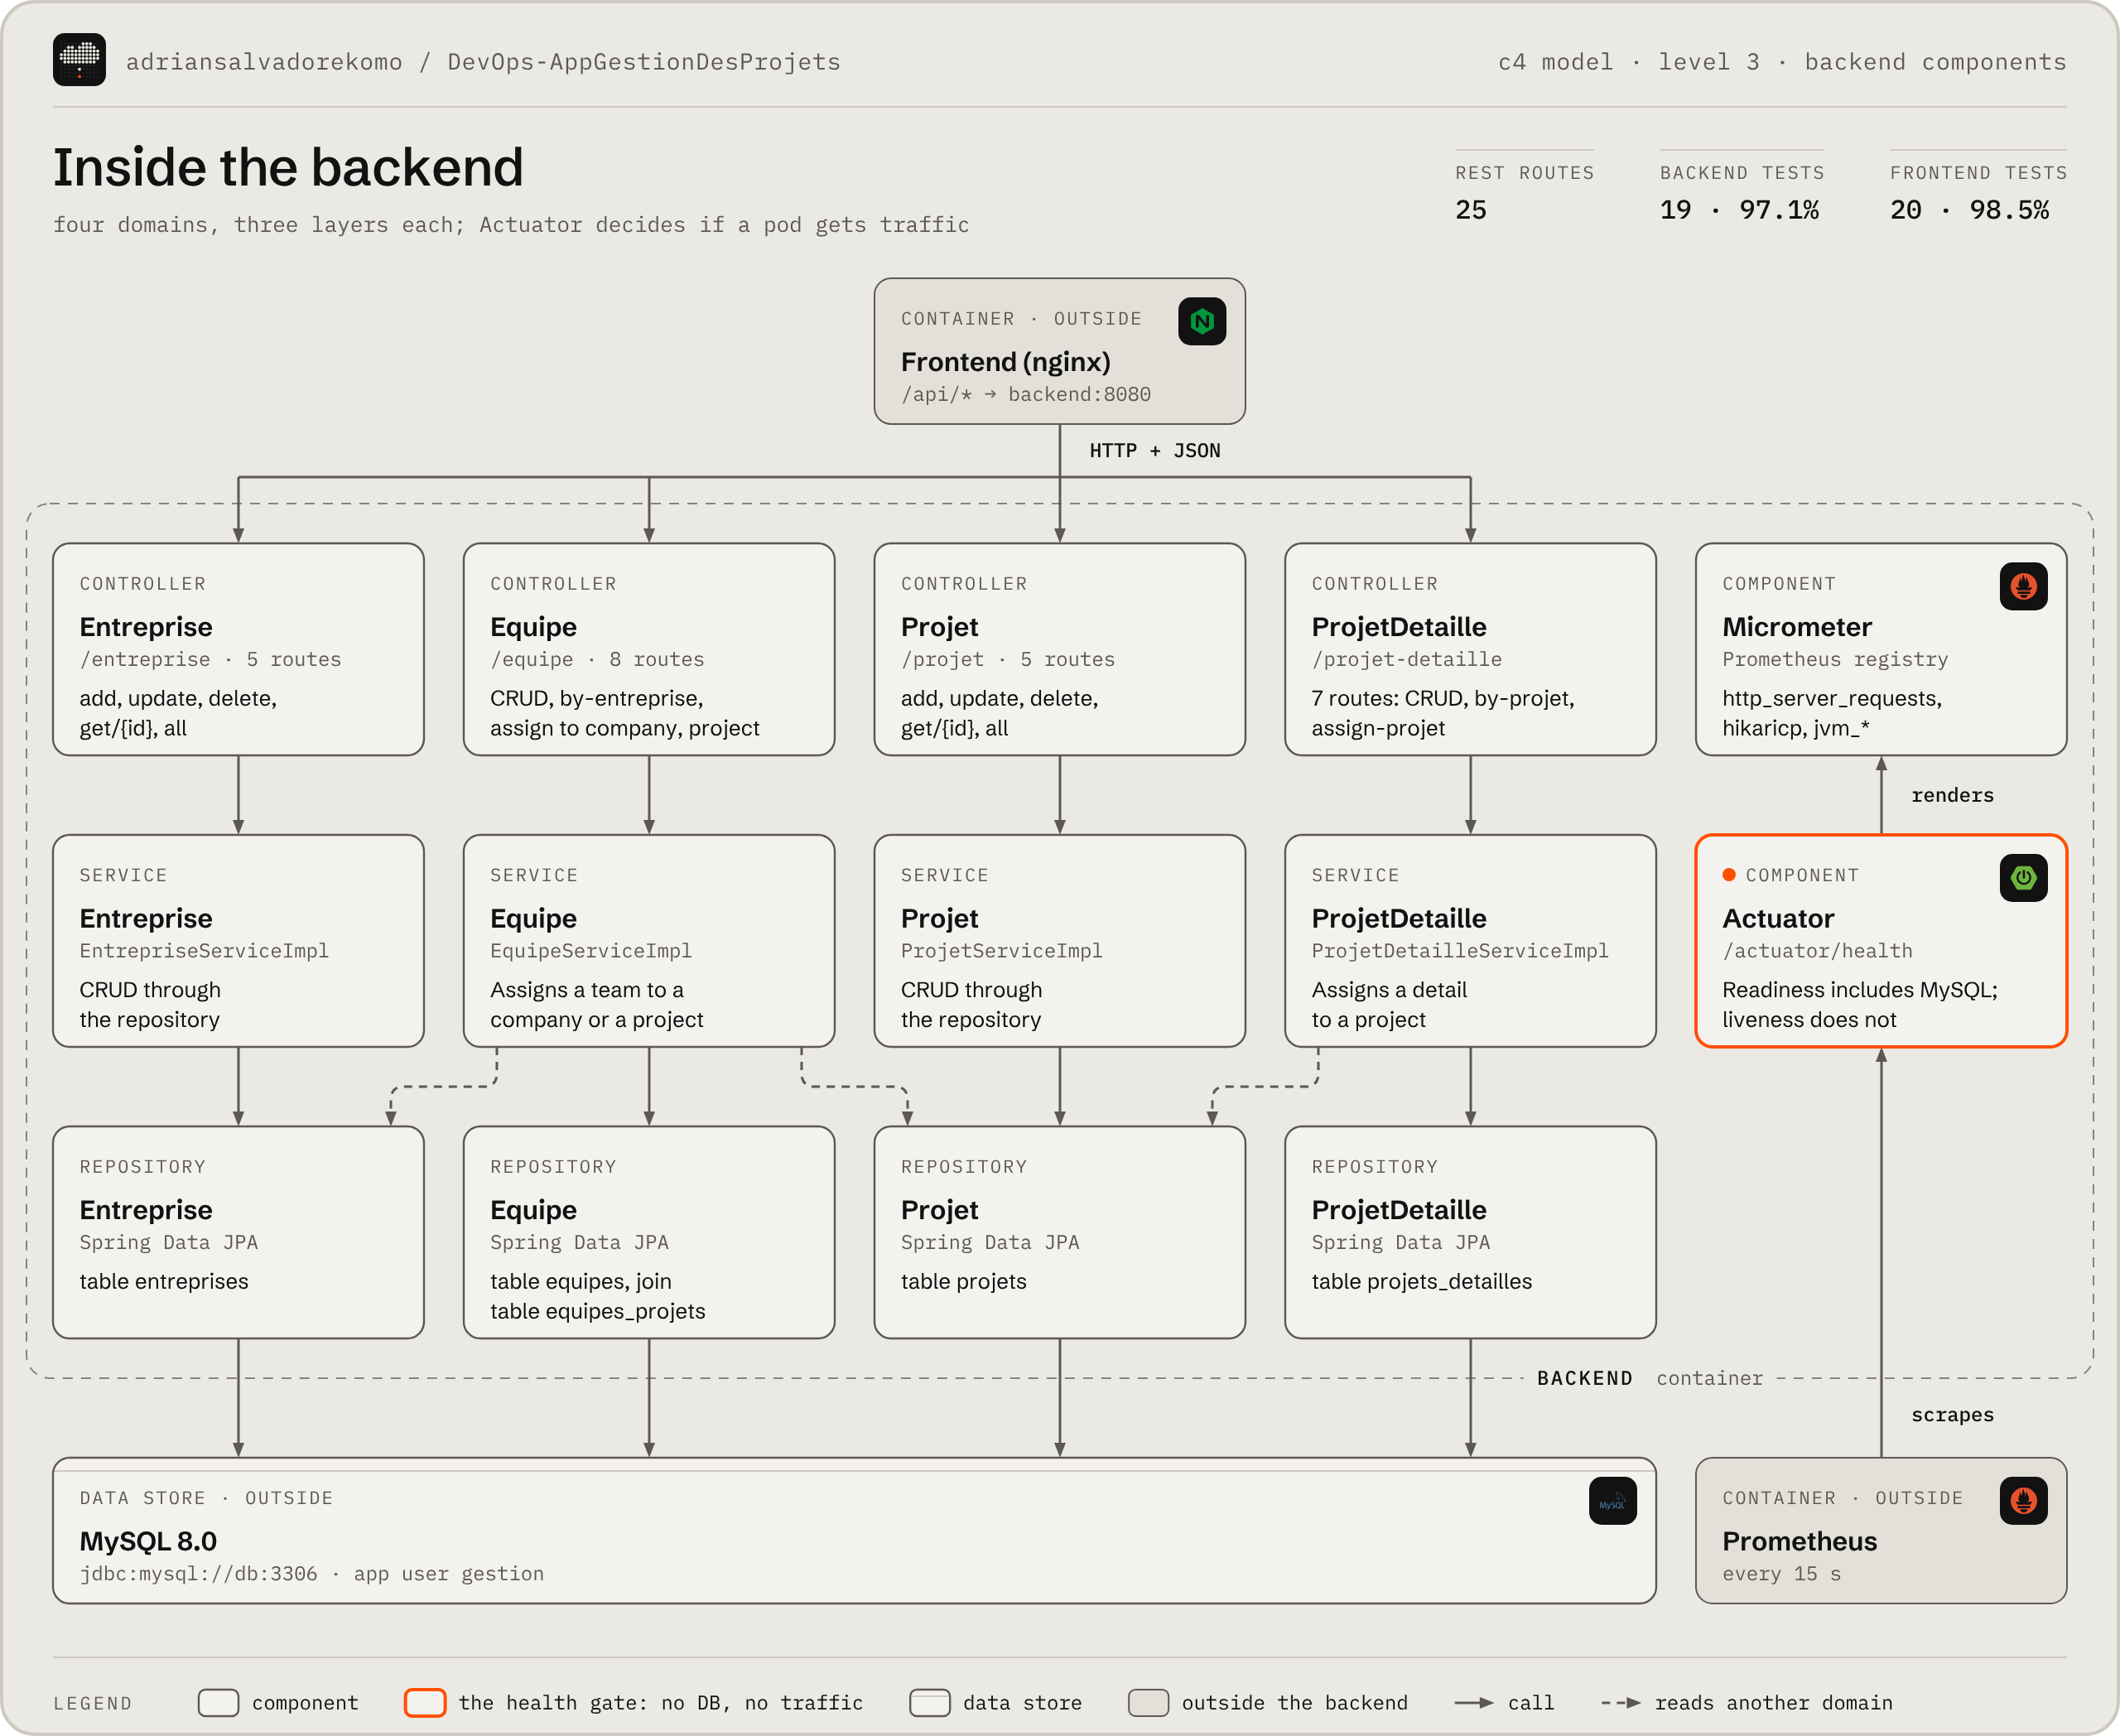 adriansalvadorekomo / DevOps-AppGestionDesProjets
c4 model · level 3 · backend components
Inside the backend
four domains, three layers each; Actuator decides if a pod gets traffic
REST ROUTES
25
BACKEND TESTS
19 · 97.1%
FRONTEND TESTS
20 · 98.5%
CONTAINER · OUTSIDE
Frontend (nginx)
/api/* → backend:8080
HTTP + JSON
CONTROLLER
Entreprise
/entreprise · 5 routes
add, update, delete,
get/{id}, all
CONTROLLER
Equipe
/equipe · 8 routes
CRUD, by-entreprise,
assign to company, project
CONTROLLER
Projet
/projet · 5 routes
add, update, delete,
get/{id}, all
CONTROLLER
ProjetDetaille
/projet-detaille
7 routes: CRUD, by-projet,
assign-projet
COMPONENT
Micrometer
Prometheus registry
http_server_requests,
hikaricp, jvm_*
renders
SERVICE
Entreprise
EntrepriseServiceImpl
CRUD through
the repository
SERVICE
Equipe
EquipeServiceImpl
Assigns a team to a
company or a project
SERVICE
Projet
ProjetServiceImpl
CRUD through
the repository
SERVICE
ProjetDetaille
ProjetDetailleServiceImpl
Assigns a detail
to a project
COMPONENT
Actuator
/actuator/health
Readiness includes MySQL;
liveness does not
REPOSITORY
Entreprise
Spring Data JPA
table entreprises
REPOSITORY
Equipe
Spring Data JPA
table equipes, join
table equipes_projets
REPOSITORY
Projet
Spring Data JPA
table projets
REPOSITORY
ProjetDetaille
Spring Data JPA
table projets_detailles
BACKEND container
scrapes
DATA STORE · OUTSIDE
MySQL 8.0
jdbc:mysql://db:3306 · app user gestion
MySQL
CONTAINER · OUTSIDE
Prometheus
every 15 s
LEGEND
component
the health gate: no DB, no traffic
data store
outside the backend
call
reads another domain